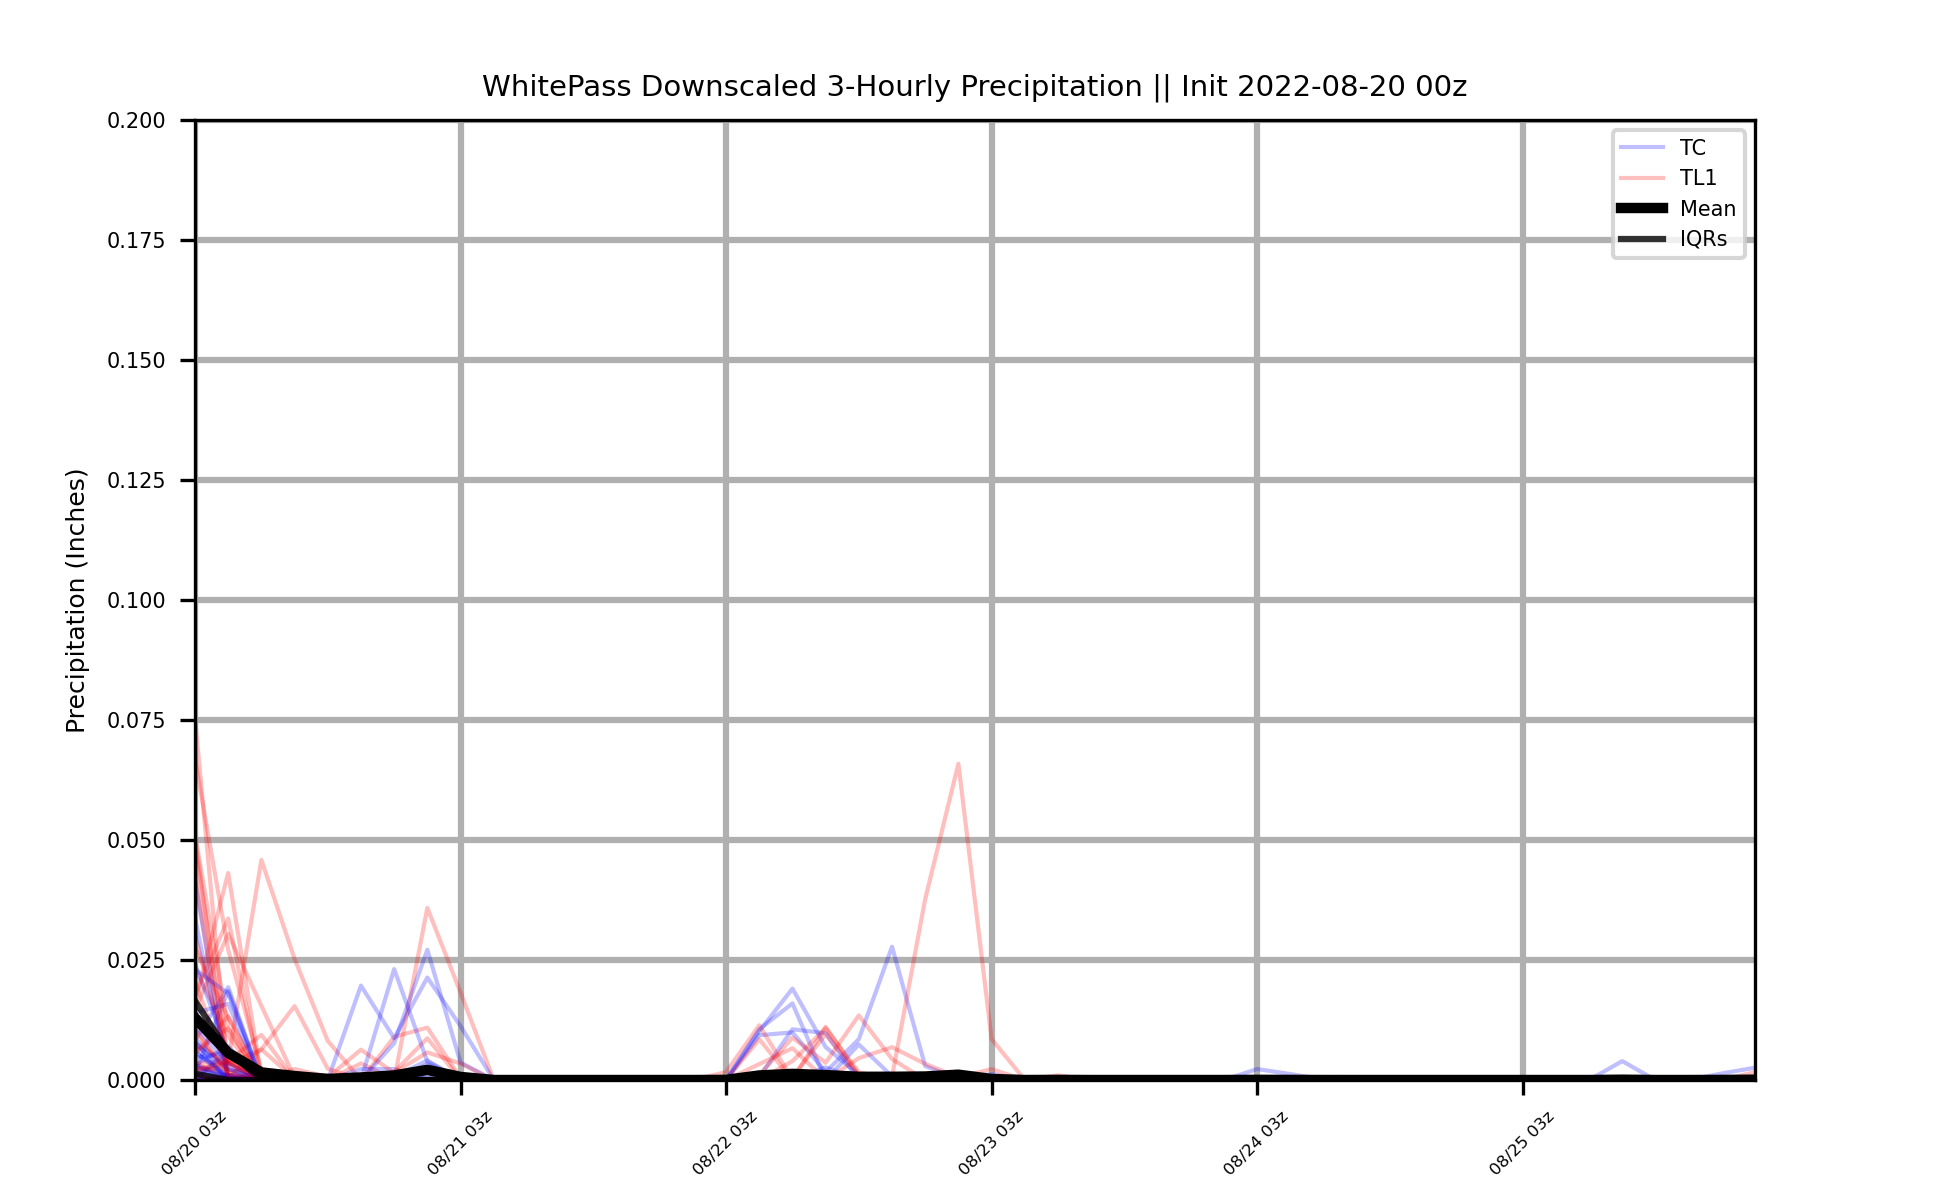 WhitePass Downscaled 3-Hourly Precipitation || Init 2022-08-20 00z
TC
TL1
Mean
IQRs
Precipitation (Inches)
0.200
0.175
0.150
0.125
0.100
0.075
0.050
0.025
0.000
08/20 03z
08/21 03z
08/22 03z
08/23 03z
08/24 03z
08/25 03z